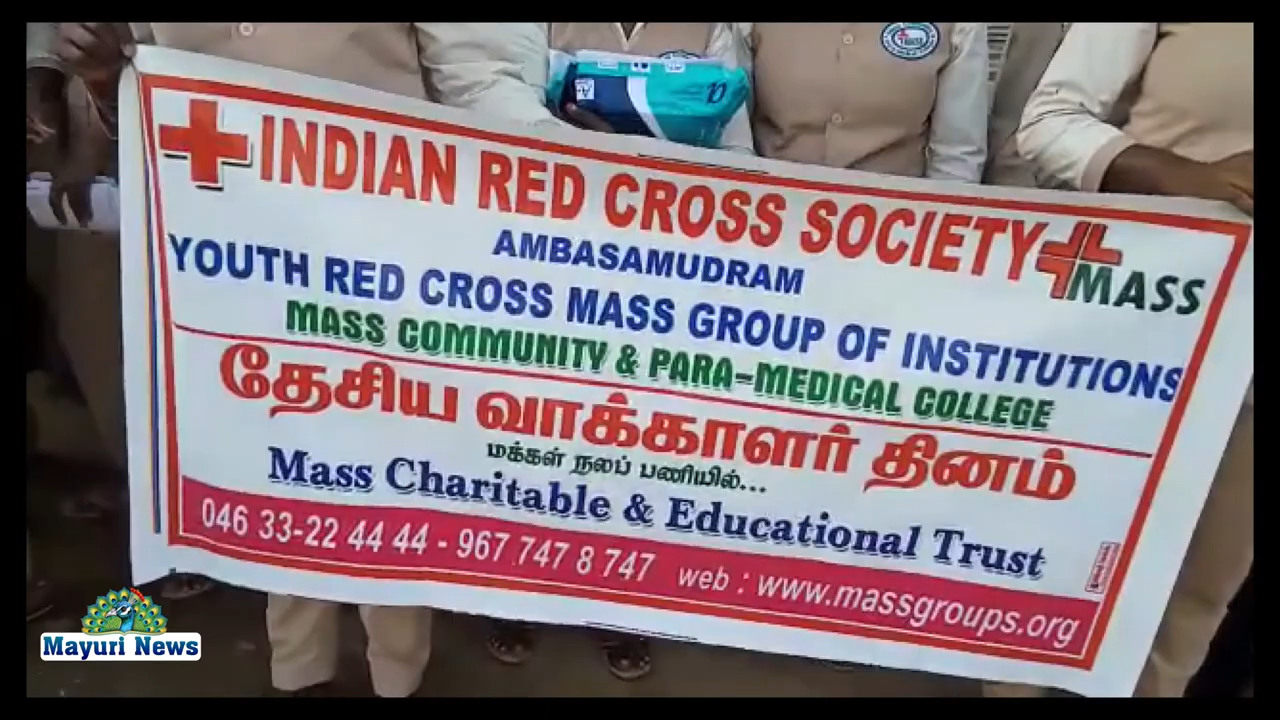 INDIAN RED CROSS SOCIETY
MASS
AMBASAMUDRAM
YOUTH RED CROSS MASS GROUP OF INSTITUTIONS
MASS COMMUNITY & PARA-MEDICAL COLLEGE
தேசிய வாக்காளர் தினம்
மக்கள் நலப் பணியில்...
Mass Charitable & Educational Trust
046 33-22 44 44 - 967 747 8 747 web : www.massgroups.org
Mayuri News